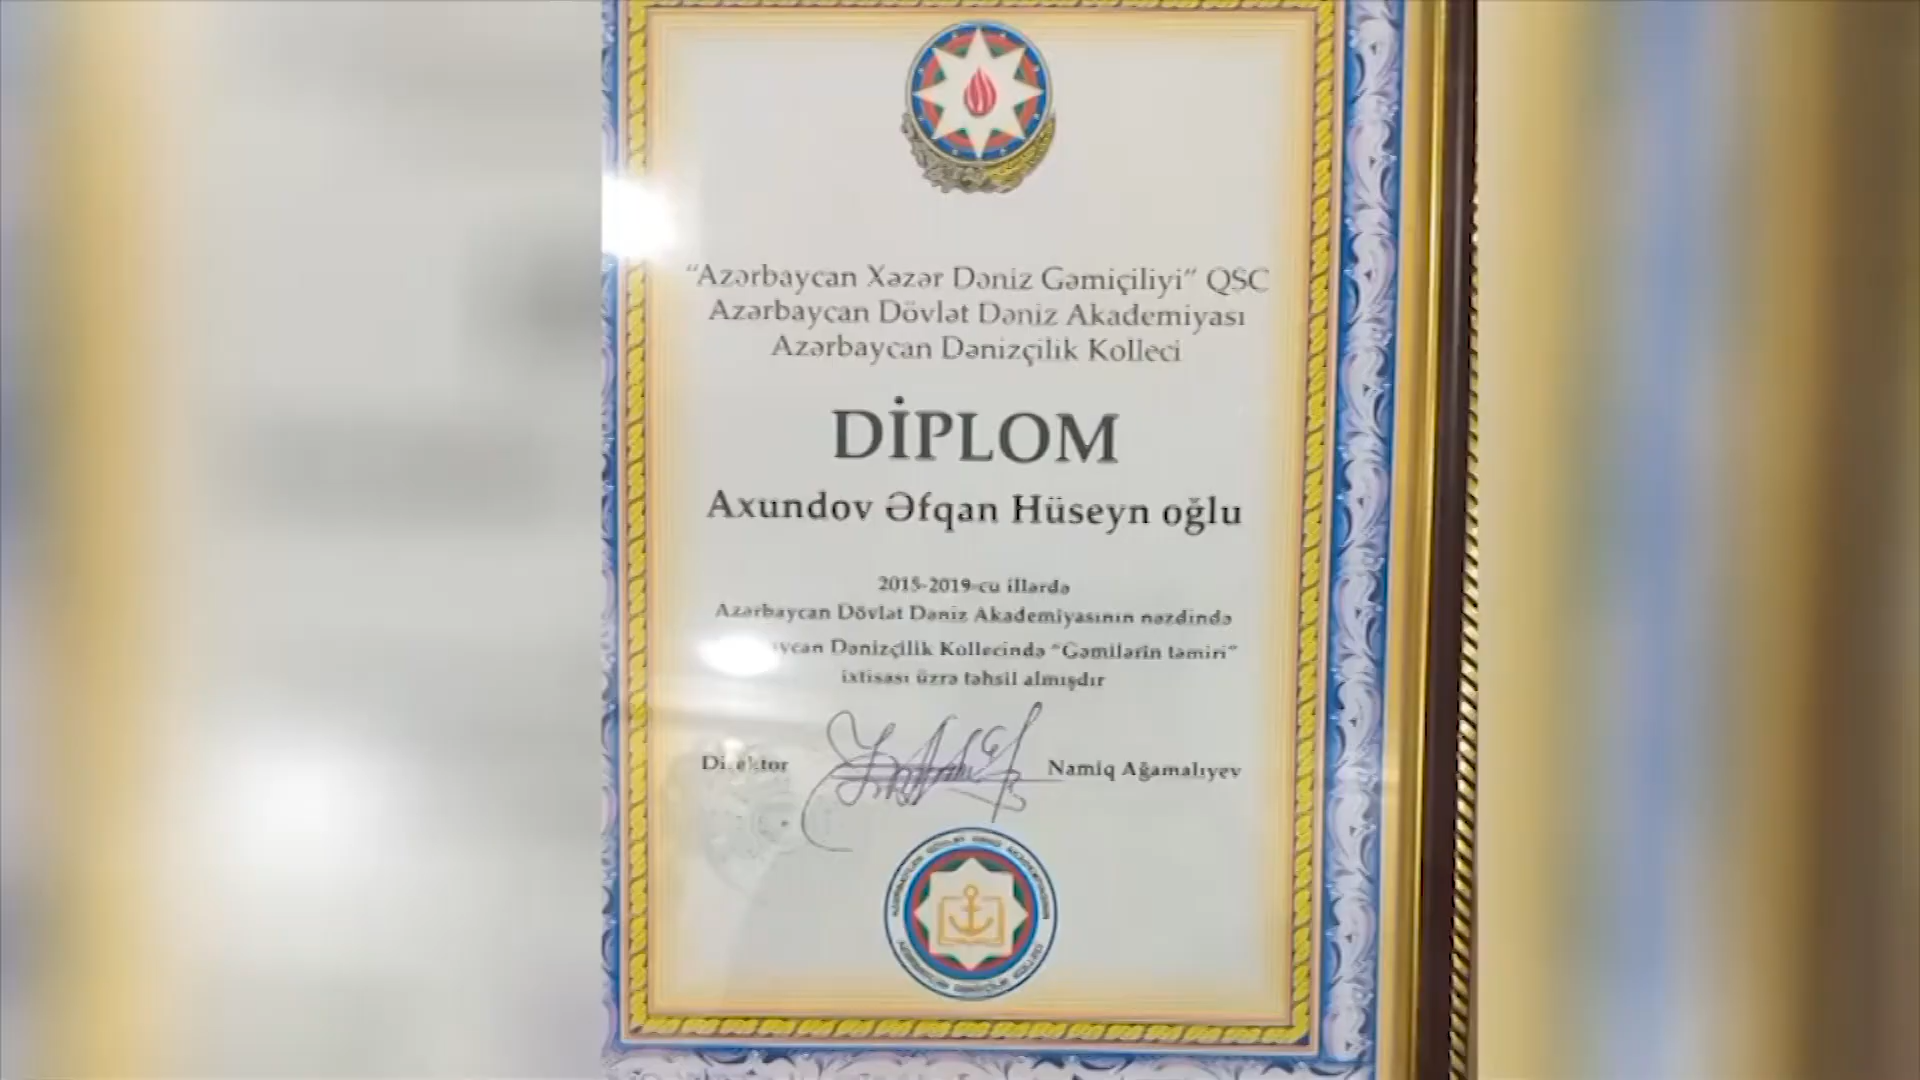 “Azərbaycan Xəzər Dəniz Gəmiçiliyi” QSC
Azərbaycan Dövlət Dəniz Akademiyası
Azərbaycan Dənizçilik Kolleci
DİPLOM
Axundov Əfqan Hüseyn oğlu
2015-2019-cu illərdə
Azərbaycan Dövlət Dəniz Akademiyasının nəzdində
Dənizçilik Kollecində “Gəmilərin təmiri”
ixtisası üzrə təhsil almışdır
Direktor
Namiq Ağamalıyev